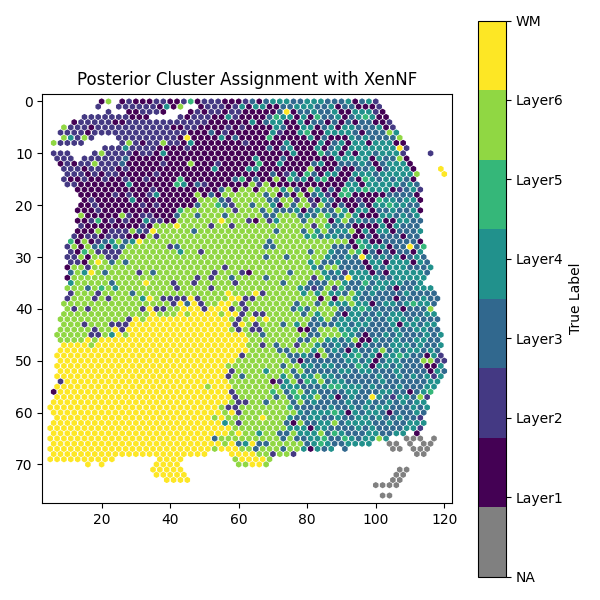 Posterior Cluster Assignment with XenNF
0
10
20
30
40
50
60
70
20
40
60
80
100
120
WM
Layer6
Layer5
Layer4
Layer3
Layer2
Layer1
NA
True Label